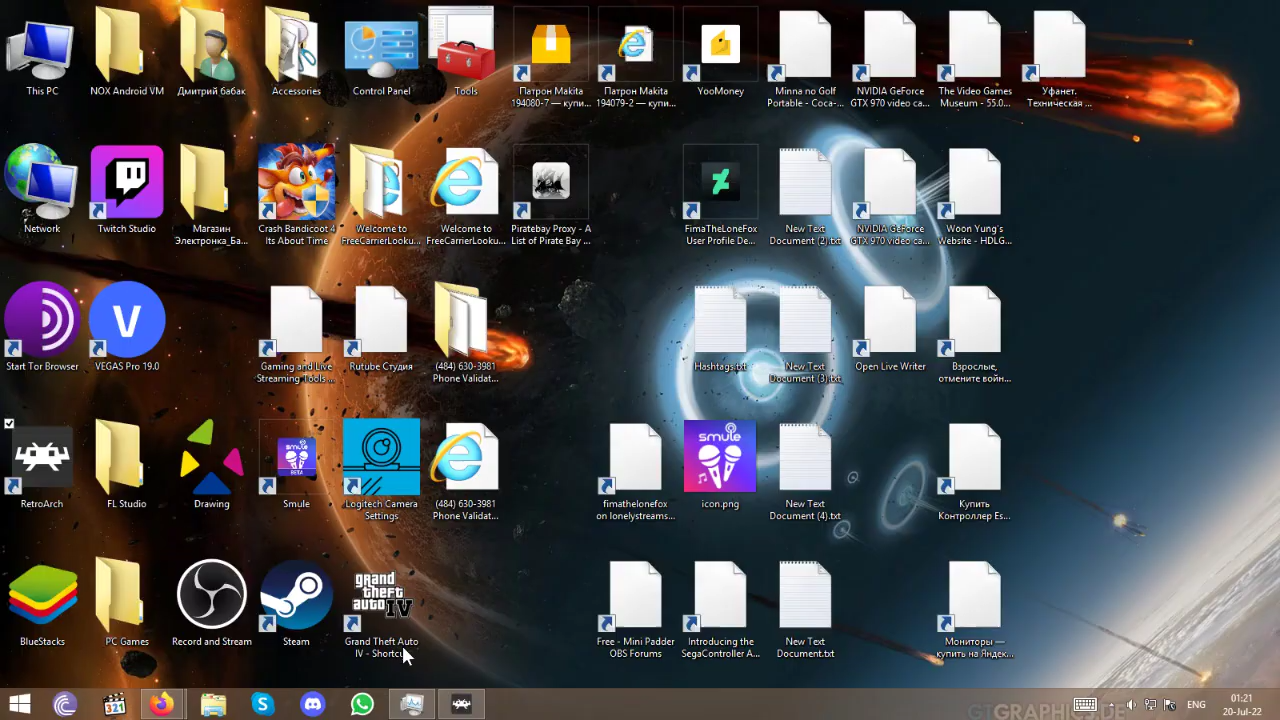 This PC
NOX Android VM
Дмитрий бабак
Accessories
Control Panel
Tools
Патрон Makita
194080-7 — купи...
Патрон Makita
194079-2 — купи...
YooMoney
Minna no Golf
Portable - Coca-...
NVIDIA GeForce
GTX 970 video ca...
The Video Games
Museum - 55.0...
Уфанет.
Техническая ...
Network
Twitch Studio
Магазин
Электронка_Ба...
Crash Bandicoot 4
Its About Time
Welcome to
FreeCarrierLooku...
Welcome to
FreeCarrierLooku...
Piratebay Proxy - A
List of Pirate Bay ...
FimaTheLoneFox
User Profile De...
New Text
Document (2).txt
NVIDIA GeForce
GTX 970 video ca...
Woon Yung's
Website - HDLG...
Start Tor Browser
V
VEGAS Pro 19.0
Gaming and Live
Streaming Tools...
Rutube Студия
(484) 630-3981
Phone Validat...
Hashtags.txt
New Text
Document (3).txt
Open Live Writer
Взрослые,
отмените войн...
RetroArch
FL Studio
Drawing
smule
BETA
Smule
Logitech Camera
Settings
(484) 630-3981
Phone Validat...
fimathelonefox
on lonelystreams...
smule
icon.png
New Text
Document (4).txt
Купить
Контроллер Es...
BlueStacks
PC Games
Record and Stream
Steam
grand
theft
auto IV
Grand Theft Auto
IV - Shortcu
Free - Mini Padder
OBS Forums
Introducing the
SegaController A...
New Text
Document.txt
Мониторы —
купить на Яндек...
321
ENG
01:21
20-Jul-22
GTGRAPHICS.DE